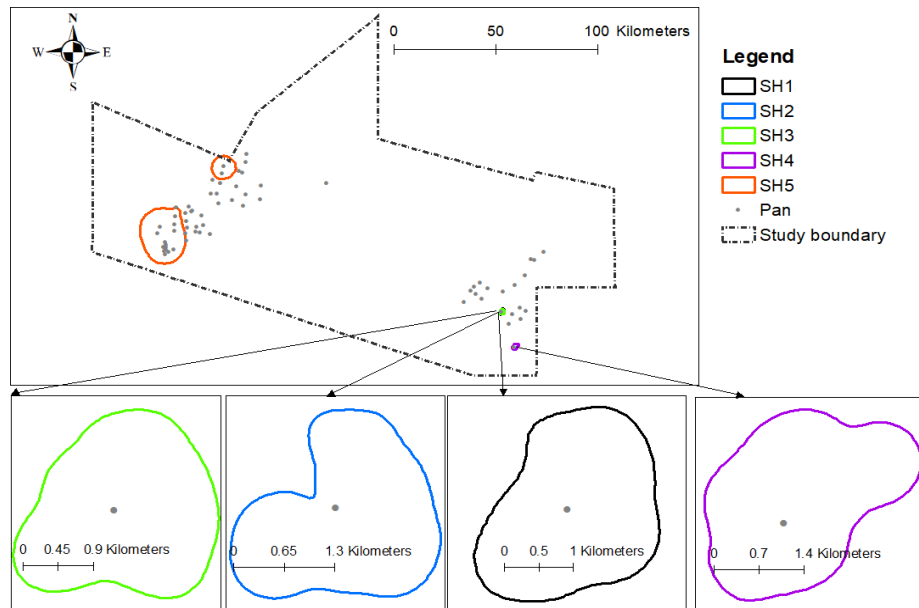 N
W E
S
0 50 100 Kilometers
Legend
SH1
SH2
SH3
SH4
SH5
Pan
Study boundary
0 0.45 0.9 Kilometers
0 0.65 1.3 Kilometers
0 0.5 1 Kilometers
0 0.7 1.4 Kilometers